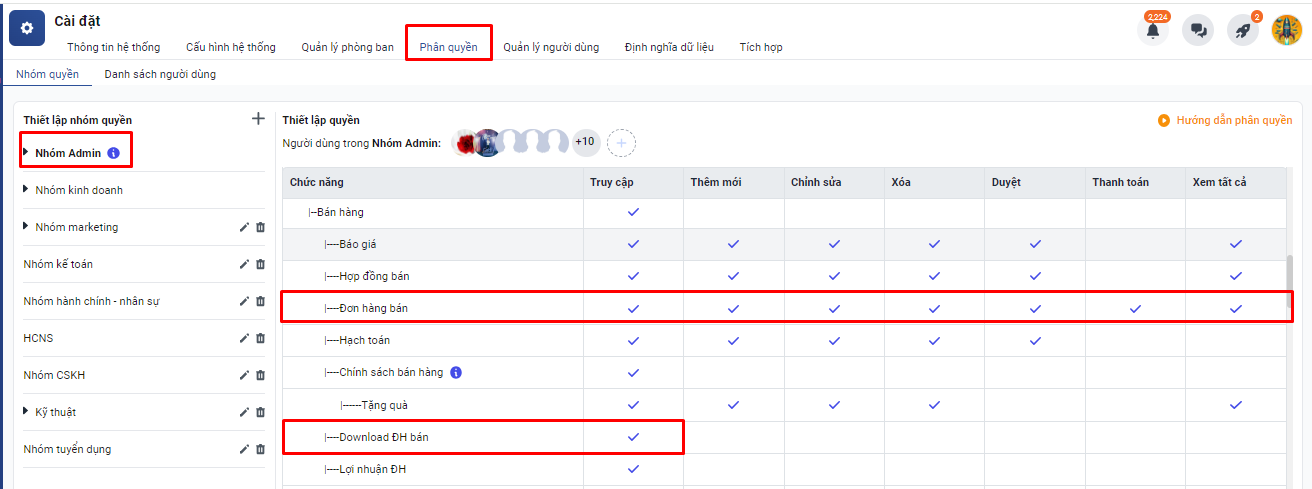 Cài đặt
2,224
2
Thông tin hệ thống Cấu hình hệ thống Quản lý phòng ban Phân quyền Quản lý người dùng Định nghĩa dữ liệu Tích hợp
Nhóm quyền Danh sách người dùng
Thiết lập nhóm quyền
Nhóm Admin
Nhóm kinh doanh
Nhóm marketing
Nhóm kế toán
Nhóm hành chính - nhân sự
HCNS
Nhóm CSKH
Kỹ thuật
Nhóm tuyển dụng
Thiết lập quyền
Hướng dẫn phân quyền
Người dùng trong Nhóm Admin: +10
Chức năng Truy cập Thêm mới Chỉnh sửa Xóa Duyệt Thanh toán Xem tất cả
|--Bán hàng
|----Báo giá
|----Hợp đồng bán
|----Đơn hàng bán
|----Hạch toán
|----Chính sách bán hàng
|------Tặng quà
|----Download ĐH bán
|----Lợi nhuận ĐH